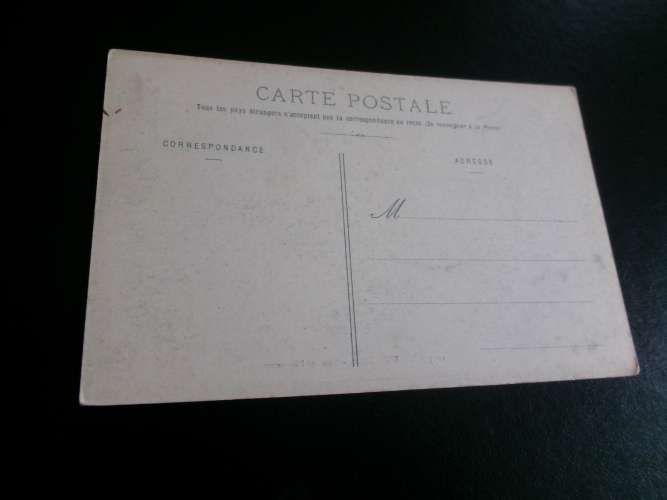 CARTE POSTALE
Tous les pays étrangers n'acceptent pas la correspondance au recto (Se renseigner à la Poste)
CORRESPONDANCE
ADRESSE
M